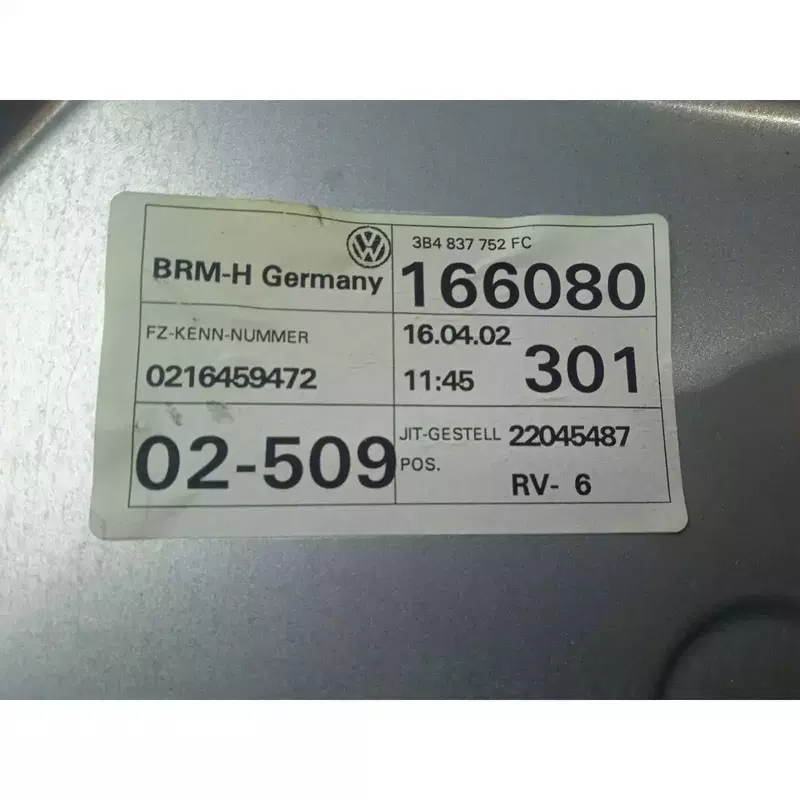 BRM-H Germany
3B4 837 752 FC
166080
FZ-KENN-NUMMER
0216459472
16.04.02
11:45
301
02-509
JIT-GESTELL 22045487
POS.
RV- 6